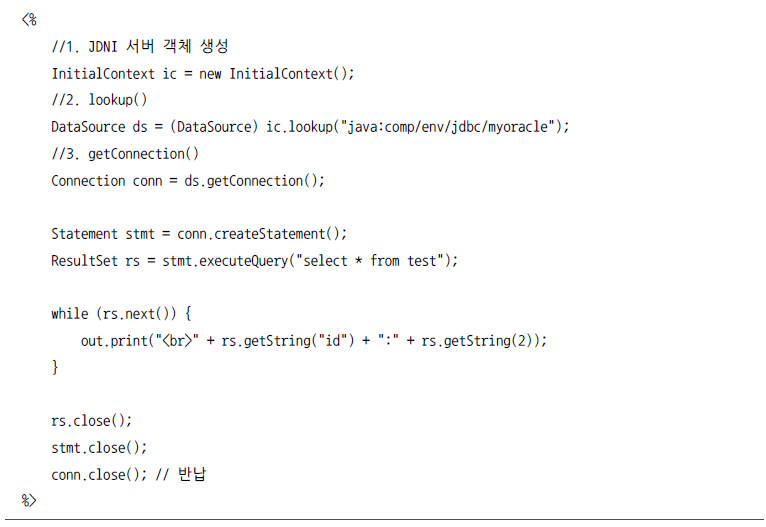 <%
//1. JDNI 서버 객체 생성
InitialContext ic = new InitialContext();
//2. lookup()
DataSource ds = (DataSource) ic.lookup("java:comp/env/jdbc/myoracle");
//3. getConnection()
Connection conn = ds.getConnection();
Statement stmt = conn.createStatement();
ResultSet rs = stmt.executeQuery("select * from test");
while (rs.next()) {
out.print("<br>" + rs.getString("id") + ":" + rs.getString(2));
}
rs.close();
stmt.close();
conn.close(); // 반납
%>